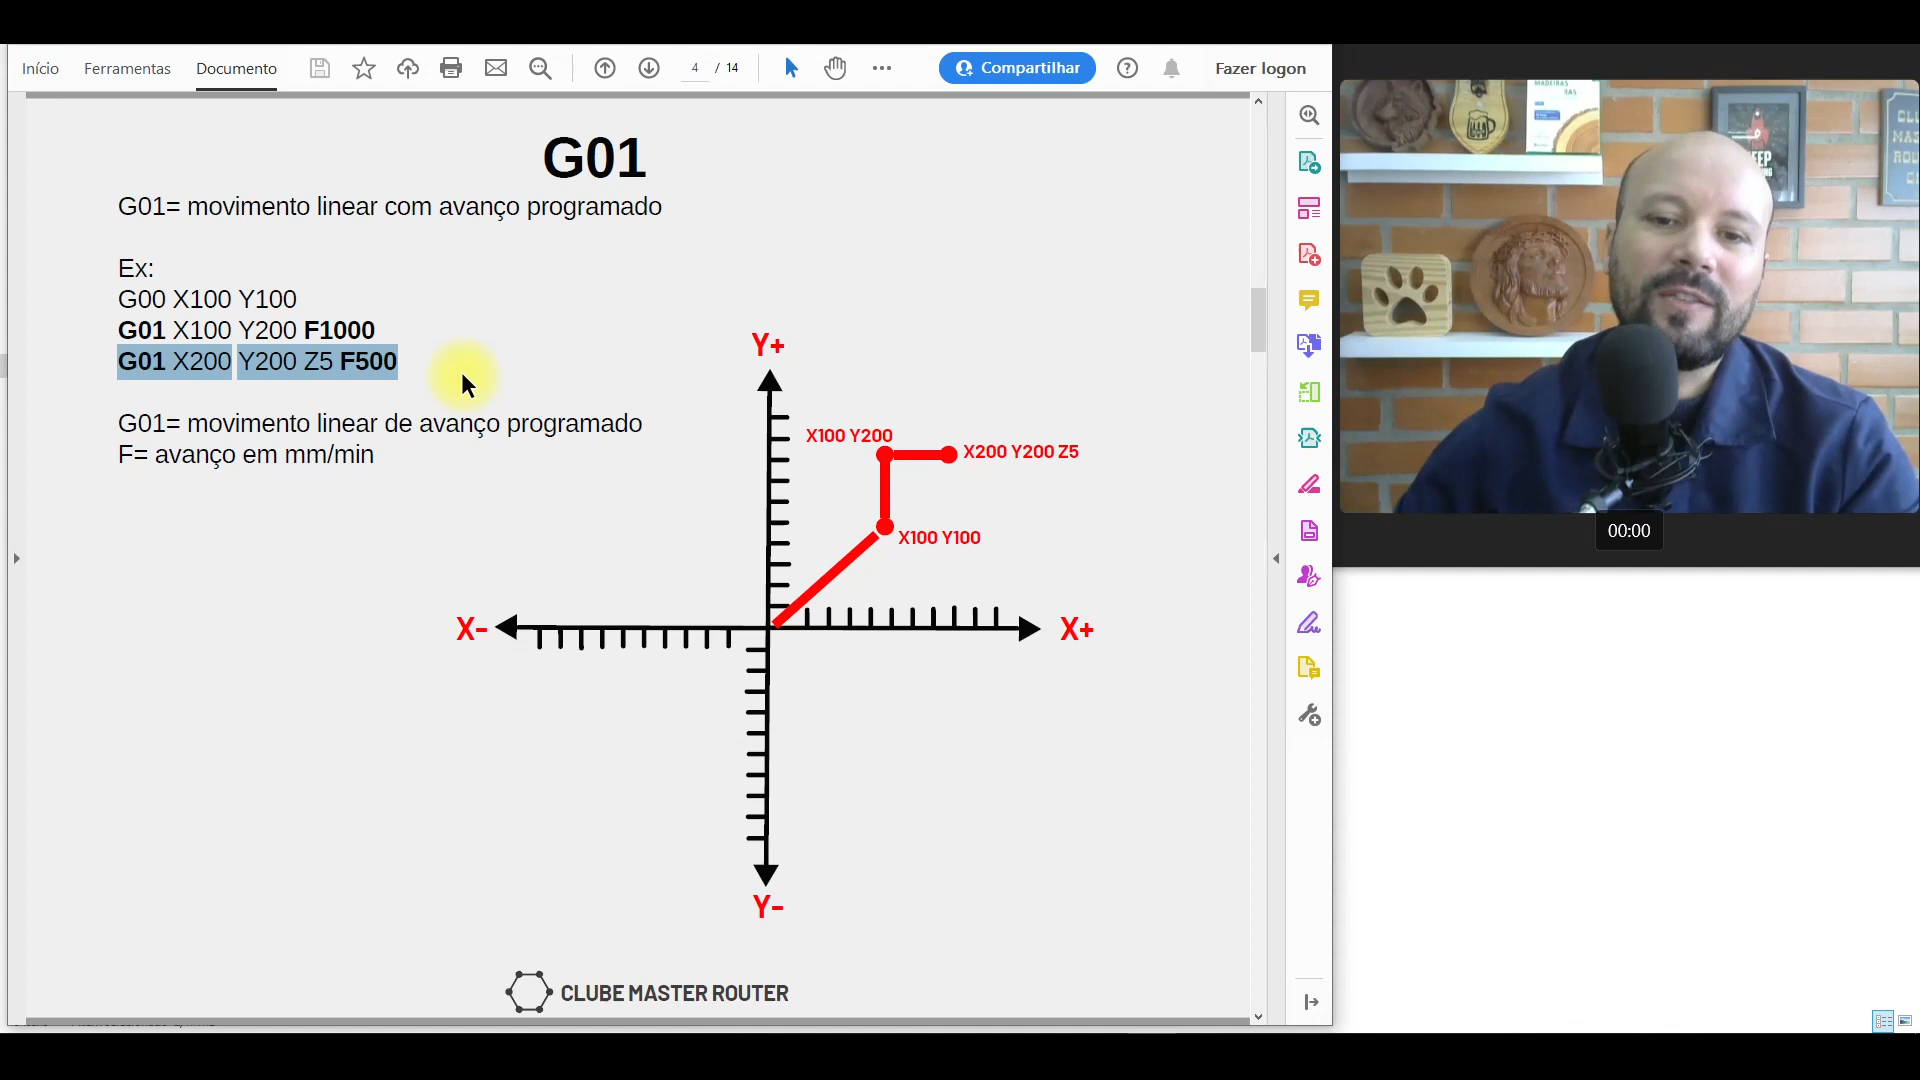 Início Ferramentas Documento 4 / 14 Compartilhar Fazer logon
G01
G01= movimento linear com avanço programado
Ex:
G00 X100 Y100
G01 X100 Y200 F1000
G01 X200 Y200 Z5 F500
G01= movimento linear de avanço programado
F= avanço em mm/min
Y+
X100 Y200
X200 Y200 Z5
X100 Y100
X-
X+
Y-
CLUBE MASTER ROUTER
00:00